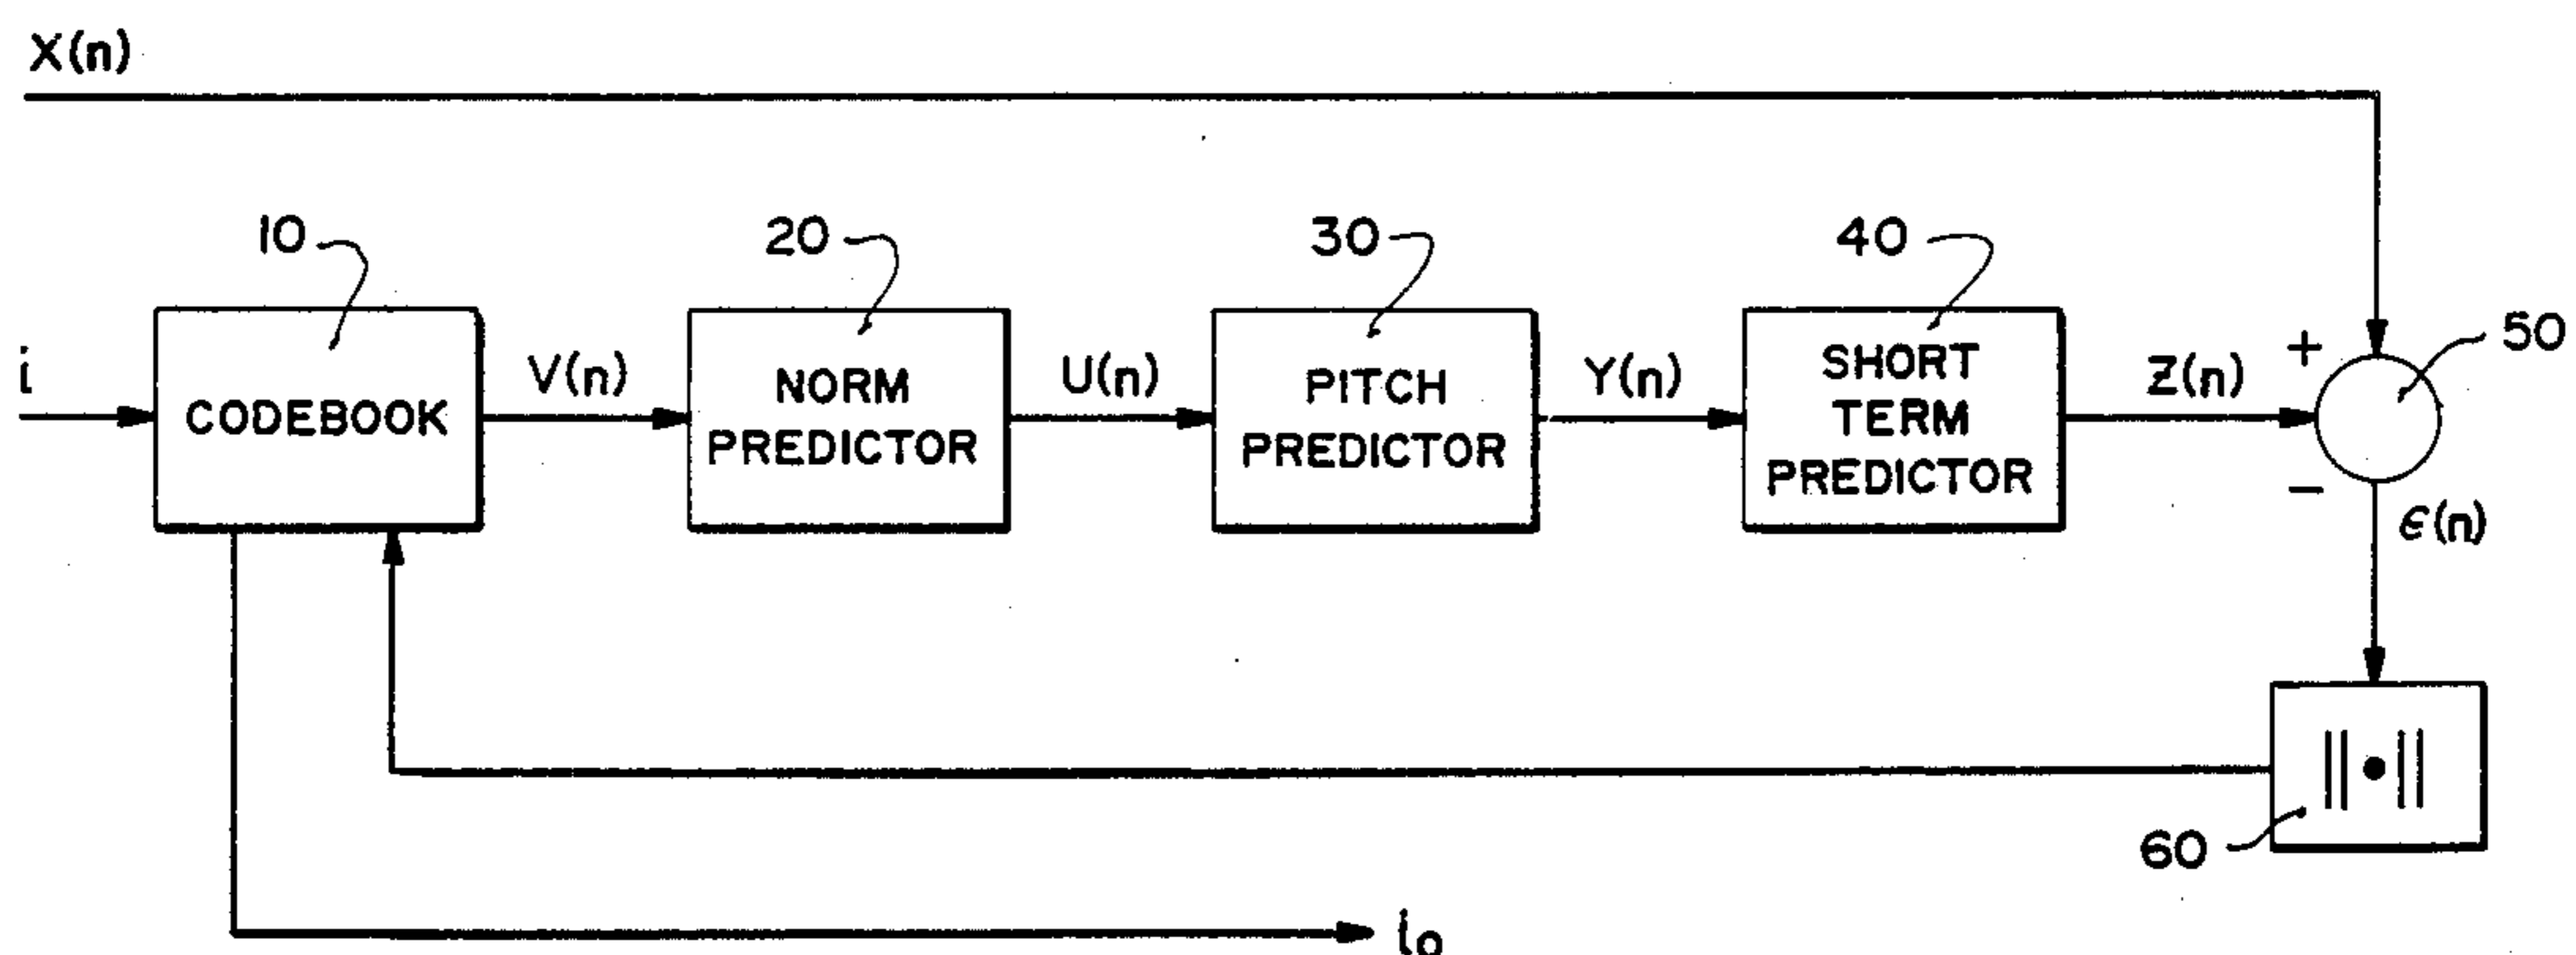 X(n)
10
20
30
40
50
i
CODEBOOK
V(n)
NORM
PREDICTOR
U(n)
PITCH
PREDICTOR
Y(n)
SHORT
TERM
PREDICTOR
Z(n)
+
−
ϵ(n)
||•||
60
i₀